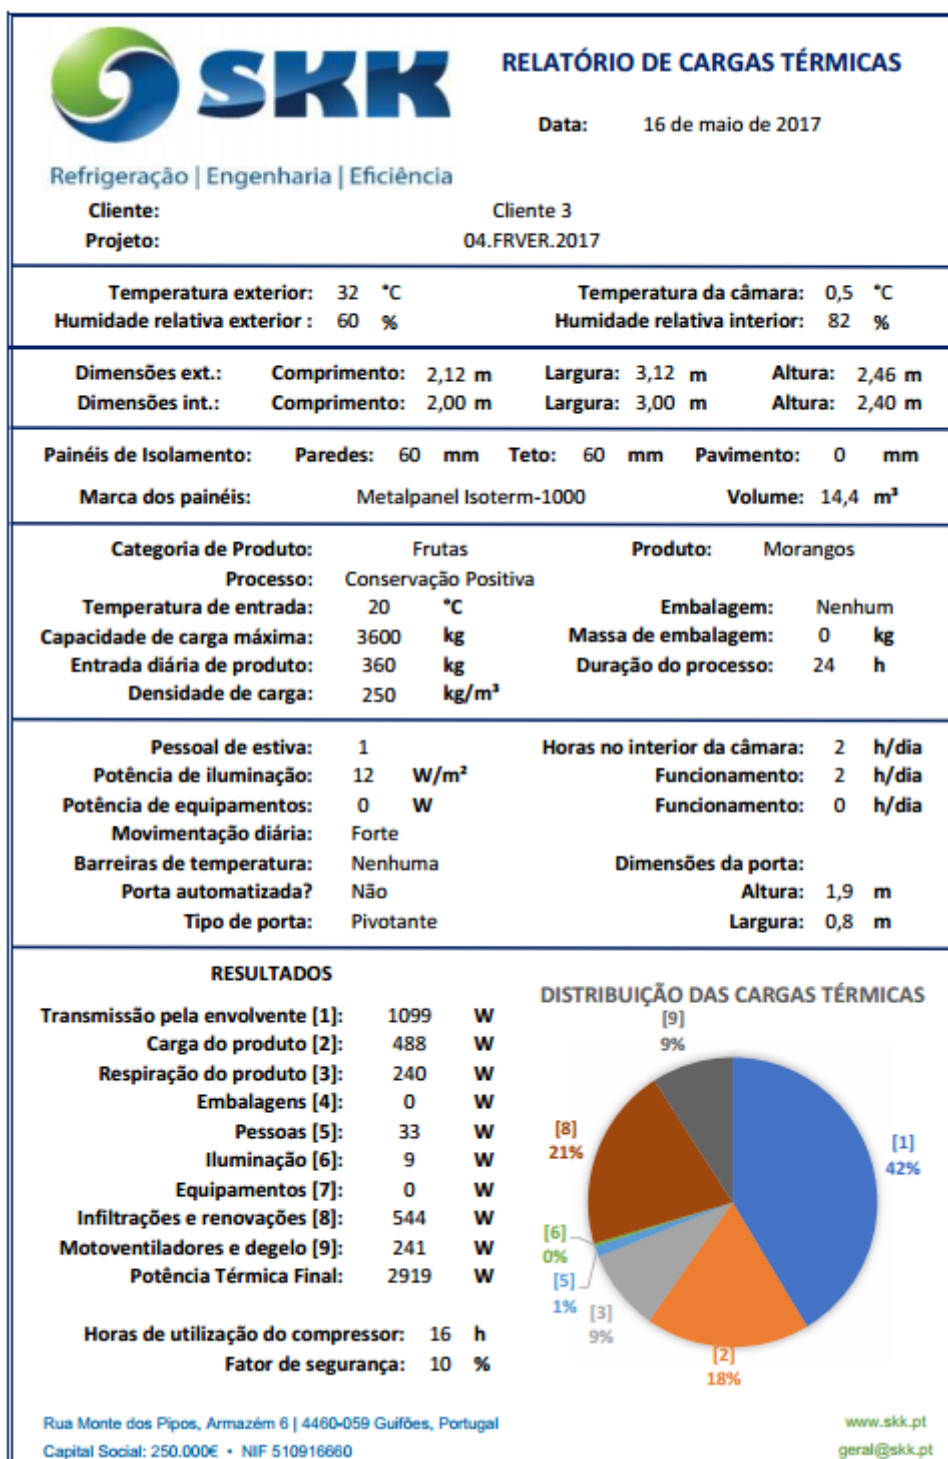 SKK
RELATÓRIO DE CARGAS TÉRMICAS
Data: 16 de maio de 2017
Refrigeração | Engenharia | Eficiência
Cliente: Cliente 3
Projeto: 04.FRVER.2017
Temperatura exterior: 32 °C Temperatura da câmara: 0,5 °C
Humidade relativa exterior : 60 % Humidade relativa interior: 82 %
Dimensões ext.: Comprimento: 2,12 m Largura: 3,12 m Altura: 2,46 m
Dimensões int.: Comprimento: 2,00 m Largura: 3,00 m Altura: 2,40 m
Painéis de Isolamento: Paredes: 60 mm Teto: 60 mm Pavimento: 0 mm
Marca dos painéis: Metalpanel Isoterm-1000 Volume: 14,4 m³
Categoria de Produto: Frutas Produto: Morangos
Processo: Conservação Positiva
Temperatura de entrada: 20 °C Embalagem: Nenhum
Capacidade de carga máxima: 3600 kg Massa de embalagem: 0 kg
Entrada diária de produto: 360 kg Duração do processo: 24 h
Densidade de carga: 250 kg/m³
Pessoal de estiva: 1 Horas no interior da câmara: 2 h/dia
Potência de iluminação: 12 W/m² Funcionamento: 2 h/dia
Potência de equipamentos: 0 W Funcionamento: 0 h/dia
Movimentação diária: Forte
Barreiras de temperatura: Nenhuma Dimensões da porta:
Porta automatizada? Não Altura: 1,9 m
Tipo de porta: Pivotante Largura: 0,8 m
RESULTADOS
Transmissão pela envolvente [1]: 1099 W
Carga do produto [2]: 488 W
Respiração do produto [3]: 240 W
Embalagens [4]: 0 W
Pessoas [5]: 33 W
Iluminação [6]: 9 W
Equipamentos [7]: 0 W
Infiltrações e renovações [8]: 544 W
Motoventiladores e degelo [9]: 241 W
Potência Térmica Final: 2919 W
Horas de utilização do compressor: 16 h
Fator de segurança: 10 %
DISTRIBUIÇÃO DAS CARGAS TÉRMICAS
[9]
9%
[8]
21%
[1]
42%
[6]
0%
[5]
1%
[3]
9%
[2]
18%
Rua Monte dos Pipos, Armazém 6 | 4460-059 Guifões, Portugal
www.skk.pt
Capital Social: 250.000€ • NIF 510916660
geral@skk.pt